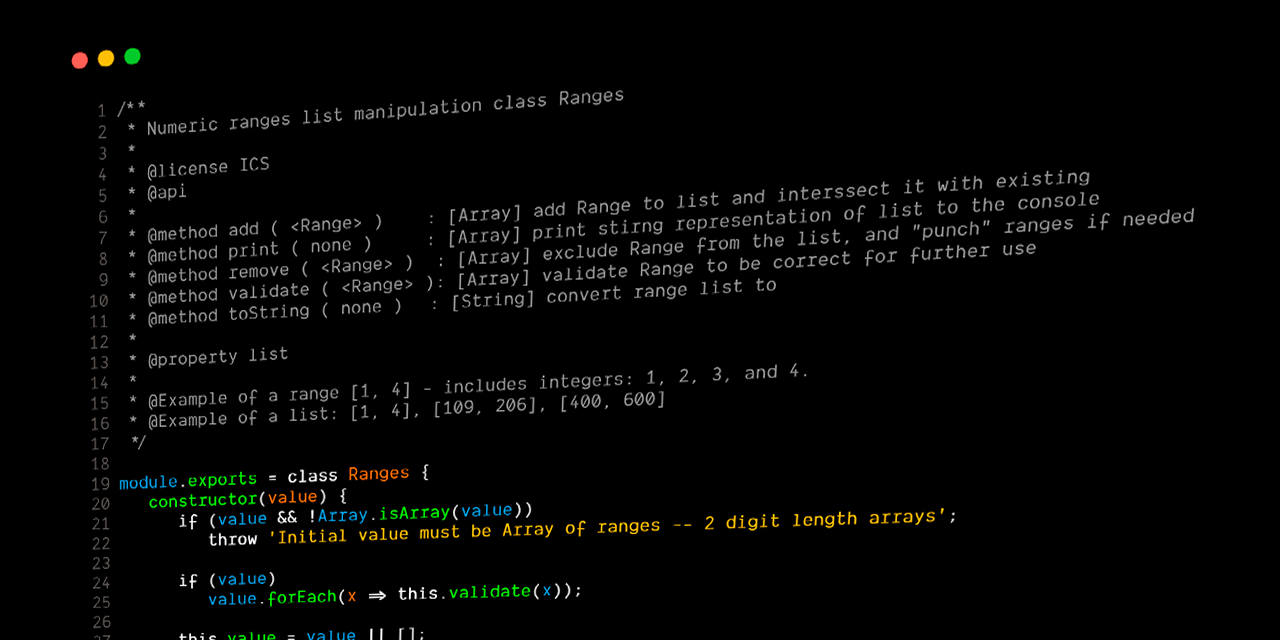 1 /**
2 * Numeric ranges list manipulation class Ranges
3 *
4 * @license ICS
5 * @api
6 *
7 * @method add ( <Range> ) : [Array] add Range to list and interssect it with existing
8 * @method print ( none ) : [Array] print stirng representation of list to the console
9 * @method remove ( <Range> ) : [Array] exclude Range from the list, and "punch" ranges if needed
10 * @method validate ( <Range> ): [Array] validate Range to be correct for further use
11 * @method toString ( none ) : [String] convert range list to
12 *
13 * @property list
14 *
15 * @Example of a range [1, 4] - includes integers: 1, 2, 3, and 4.
16 * @Example of a list: [1, 4], [109, 206], [400, 600]
17 */
18
19 module.exports = class Ranges {
20 constructor(value) {
21 if (value && !Array.isArray(value))
22 throw 'Initial value must be Array of ranges -- 2 digit length arrays';
23
24 if (value)
25 value.forEach(x => this.validate(x));
26
27 this.value = value || [];